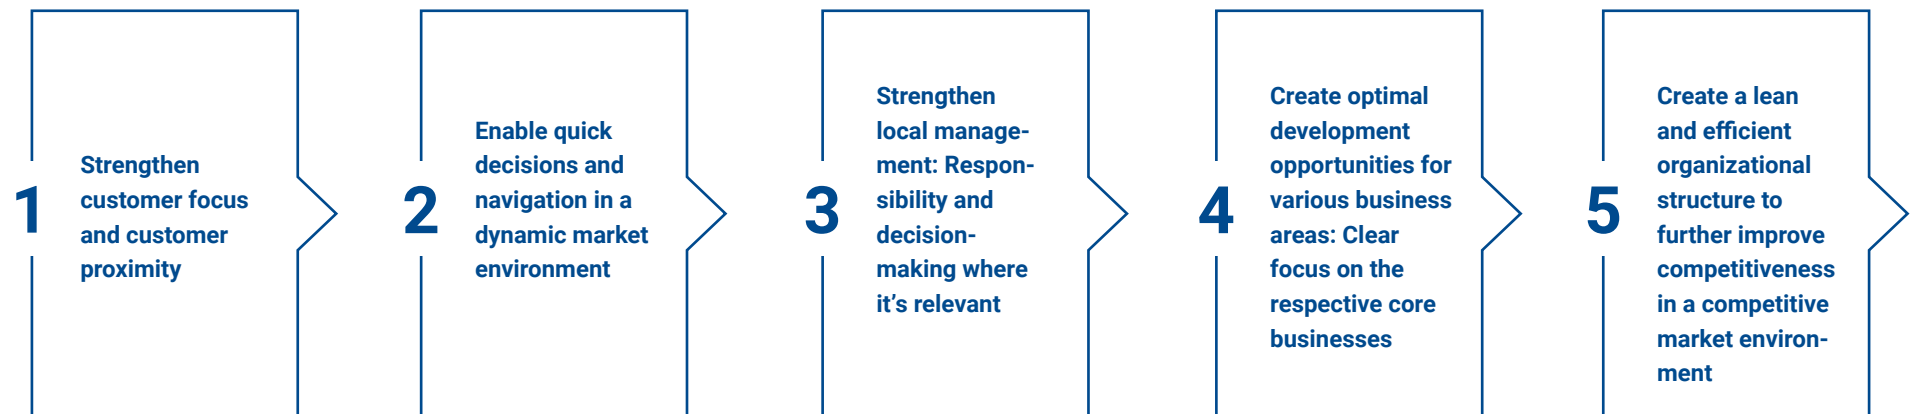 1
Strengthen
customer focus
and customer
proximity
2
Enable quick
decisions and
navigation in a
dynamic market
environment
3
Strengthen
local manage-
ment: Respon-
sibility and
decision-
making where
it’s relevant
4
Create optimal
development
opportunities for
various business
areas: Clear
focus on the
respective core
businesses
5
Create a lean
and efficient
organizational
structure to
further improve
competitiveness
in a competitive
market environ-
ment